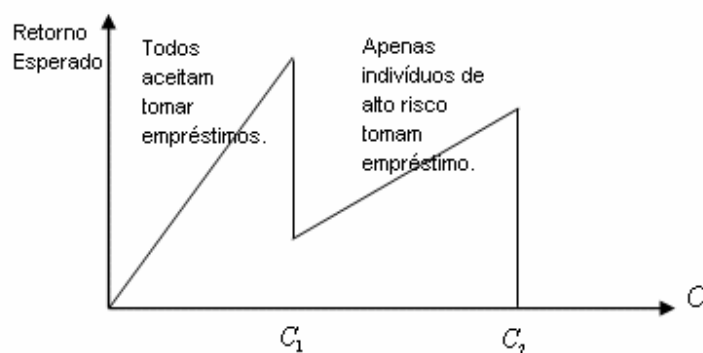 Retorno
Esperado
Todos
aceitam
tomar
empréstimos.
Apenas
indivíduos de
alto risco
tomam
empréstimo.
C
C₁
C₂